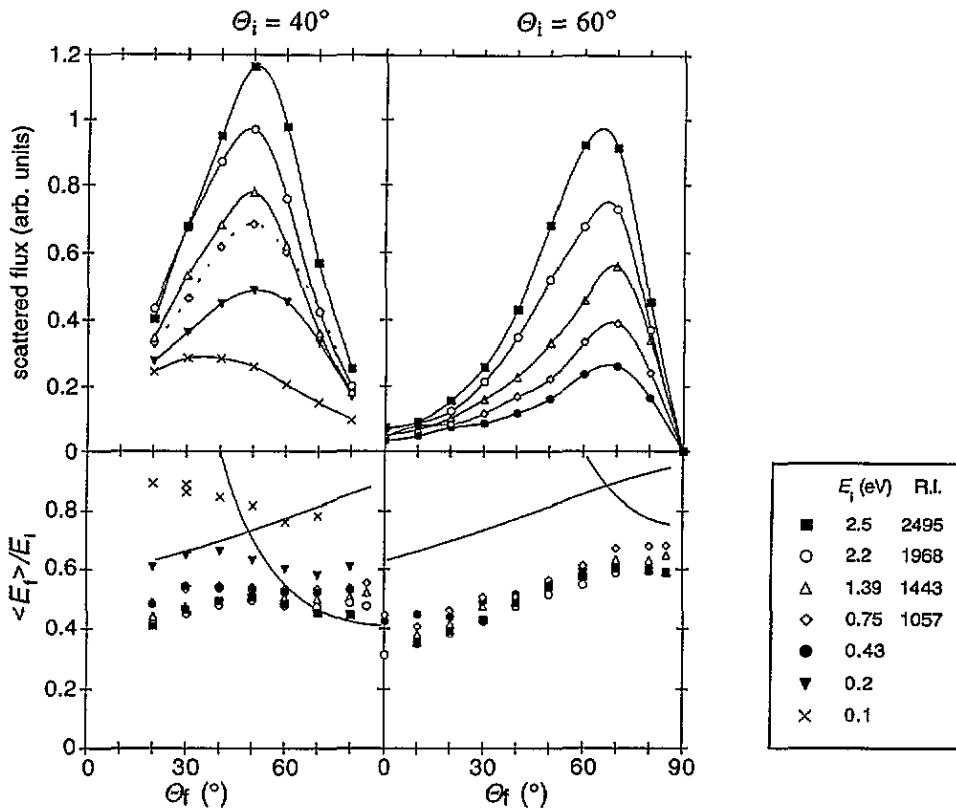 Θi = 40°
Θi = 60°
scattered flux (arb. units)
1.2
1
0.8
0.6
0.4
0.2
0
<Ef>/Ei
0.8
0.6
0.4
0.2
0
0 30 60 0 30 60 90
Θf (°)
Θf (°)
Ei (eV) R.I.
2.5 2495
2.2 1968
1.39 1443
0.75 1057
0.43
0.2
0.1